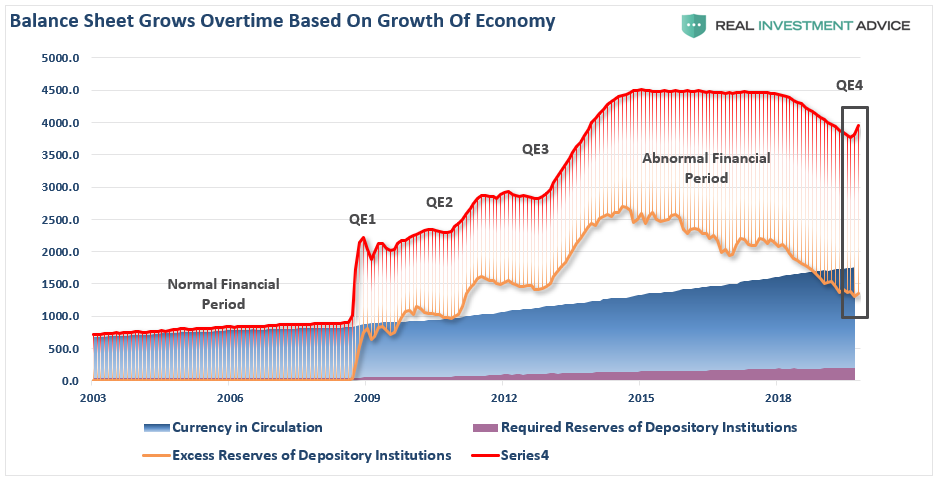 Balance Sheet Grows Overtime Based On Growth Of Economy
REAL INVESTMENT ADVICE
5000.0
4500.0
4000.0
3500.0
3000.0
2500.0
2000.0
1500.0
1000.0
500.0
0.0
QE1
QE2
QE3
QE4
Normal Financial
Period
Abnormal Financial
Period
2003
2006
2009
2012
2015
2018
Currency in Circulation
Required Reserves of Depository Institutions
Excess Reserves of Depository Institutions
Series4